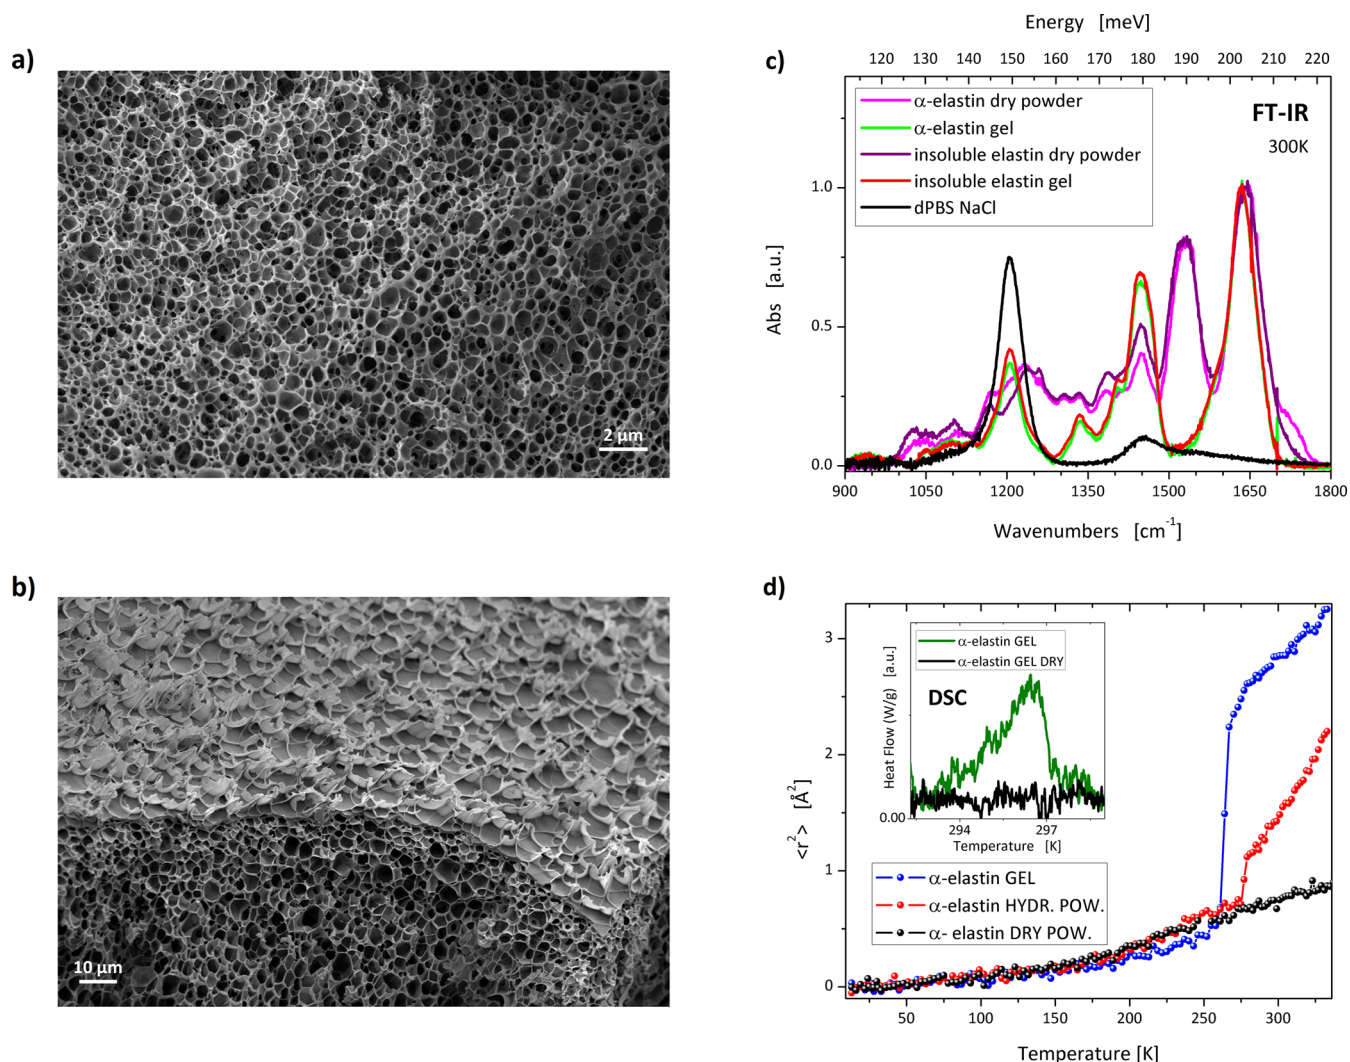 a)
2 µm
b)
10 µm
c)
Energy [meV]
120 130 140 150 160 170 180 190 200 210 220
α-elastin dry powder
α-elastin gel
insoluble elastin dry powder
insoluble elastin gel
dPBS NaCl
FT-IR
300K
Abs [a.u.]
1.0
0.5
0.0
900 1050 1200 1350 1500 1650 1800
Wavenumbers [cm-1]
d)
<r2> [Å2]
3
2
1
0
Heat Flow (W/g) [a.u.]
α-elastin GEL
α-elastin GEL DRY
DSC
0.00
294 297
Temperature [K]
α-elastin GEL
α-elastin HYDR. POW.
α- elastin DRY POW.
50 100 150 200 250 300
Temperature [K]